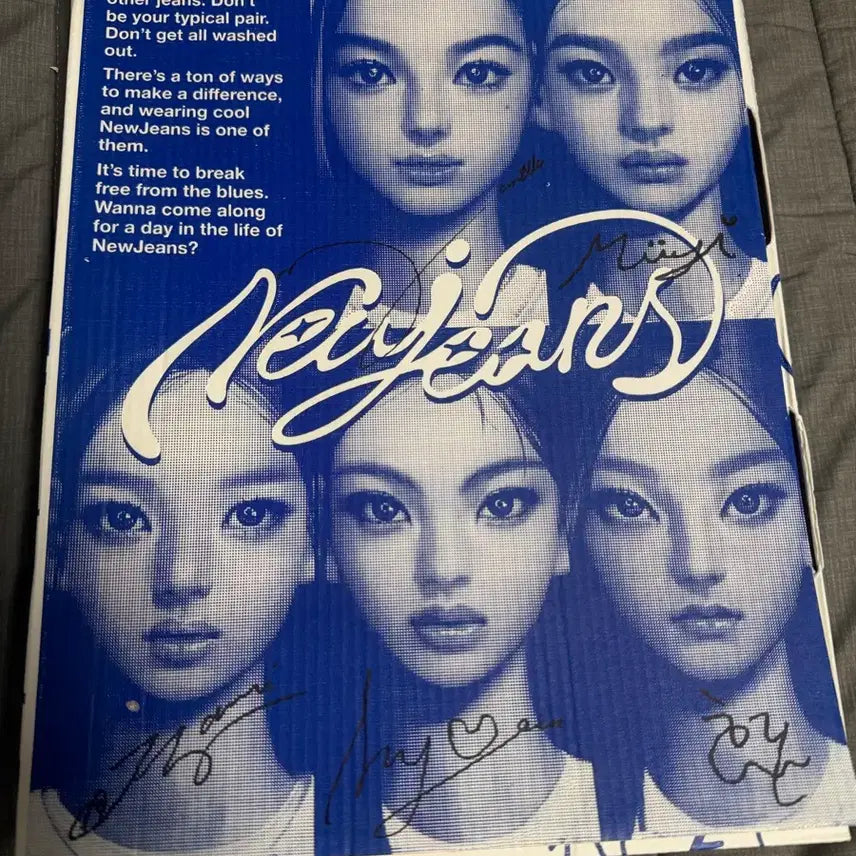 other jeans. Don't
be your typical pair.
Don't get all washed
out.
There's a ton of ways
to make a difference,
and wearing cool
NewJeans is one of
them.
It's time to break
free from the blues.
Wanna come along
for a day in the life of
NewJeans?
NewJeans